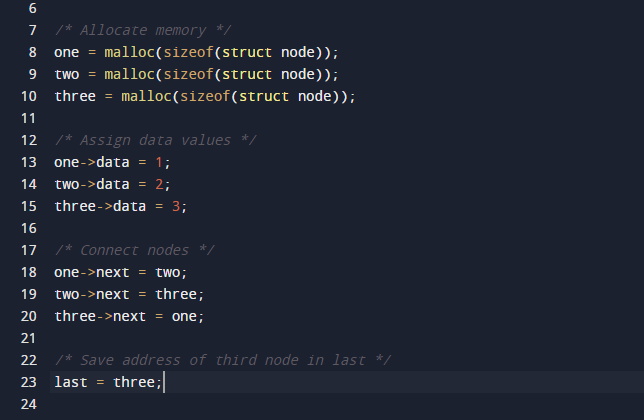 6
7 /* Allocate memory */
8 one = malloc(sizeof(struct node));
9 two = malloc(sizeof(struct node));
10 three = malloc(sizeof(struct node));
11
12 /* Assign data values */
13 one->data = 1;
14 two->data = 2;
15 three->data = 3;
16
17 /* Connect nodes */
18 one->next = two;
19 two->next = three;
20 three->next = one;
21
22 /* Save address of third node in last */
23 last = three;
24